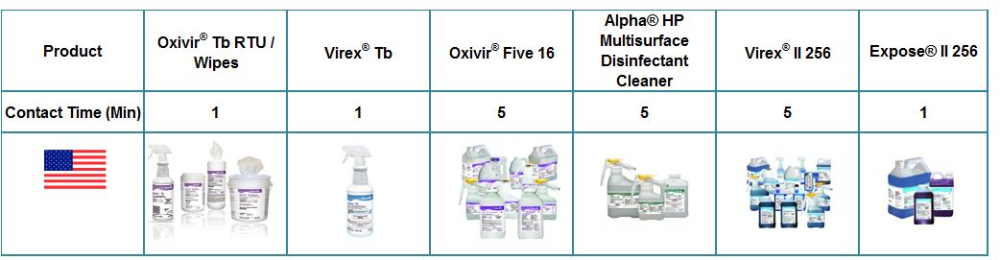 Product
Oxivir® Tb RTU /
Wipes
Virex® Tb
Oxivir® Five 16
Alpha® HP
Multisurface
Disinfectant
Cleaner
Virex® II 256
Expose® II 256
Contact Time (Min)
1
1
5
5
5
1